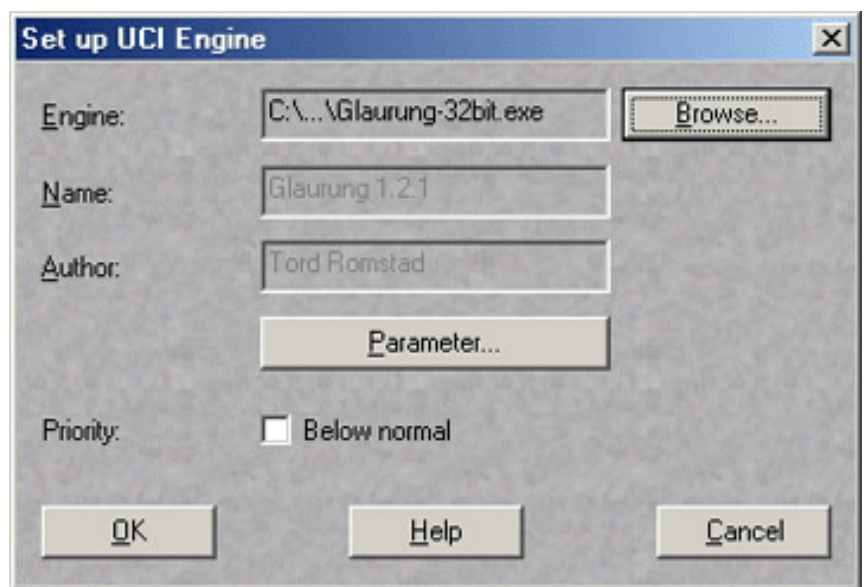 Set up UCI Engine
Engine: C:\...\Glaurung-32bit.exe Browse...
Name: Glaurung 1.2.1
Author: Tord Romstad
Parameter...
Priority: Below normal
OK Help Cancel